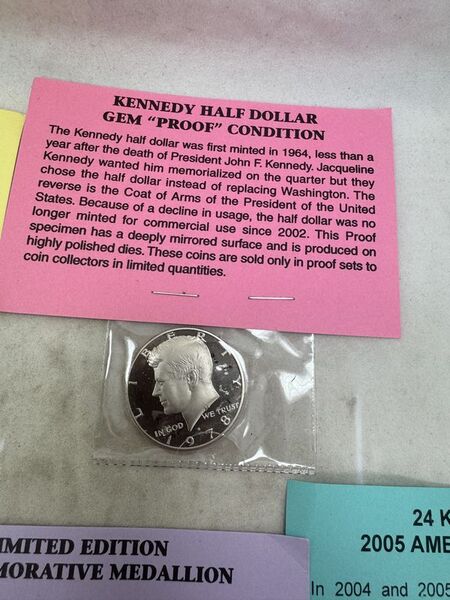 KENNEDY HALF DOLLAR
GEM "PROOF" CONDITION
The Kennedy half dollar was first minted in 1964, less than a
year after the death of President John F. Kennedy. Jacqueline
Kennedy wanted him memorialized on the quarter but they
chose the half dollar instead of replacing Washington. The
reverse is the Coat of Arms of the President of the United
States. Because of a decline in usage, the half dollar was no
longer minted for commercial use since 2002. This Proof
specimen has a deeply mirrored surface and is produced on
highly polished dies. These coins are sold only in proof sets to
coin collectors in limited quantities.
LIBERTY
IN GOD WE TRUST
1978
24 K
2005 AME
In 2004 and 2005
IMITED EDITION
MORATIVE MEDALLION